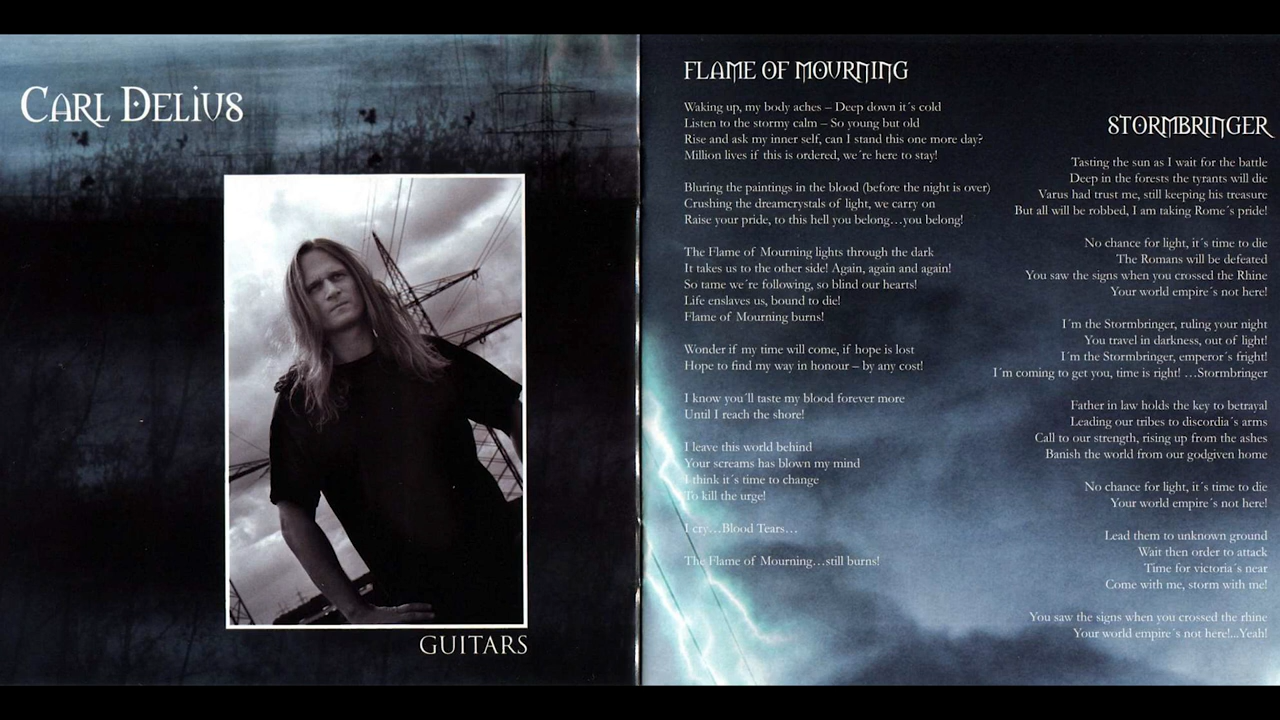 Carl Delius
GUITARS
FLAME OF MOURNING
Waking up, my body aches – Deep down it´s cold
Listen to the stormy calm – So young but old
Rise and ask my inner self, can I stand this one more day?
Million lives if this is ordered, we´re here to stay!
Bluring the paintings in the blood (before the night is over)
Crushing the dreamcrystals of light, we carry on
Raise your pride, to this hell you belong…you belong!
The Flame of Mourning lights through the dark
It takes us to the other side! Again, again and again!
So tame we´re following, so blind our hearts!
Life enslaves us, bound to die!
Flame of Mourning burns!
Wonder if my time will come, if hope is lost
Hope to find my way in honour – by any cost!
I know you´ll taste my blood forever more
Until I reach the shore!
I leave this world behind
Your screams has blown my mind
I think it´s time to change
To kill the urge!
I cry…Blood Tears…
The Flame of Mourning…still burns!
STORMBRINGER
Tasting the sun as I wait for the battle
Deep in the forests the tyrants will die
Varus had trust me, still keeping his treasure
But all will be robbed, I am taking Rome´s pride!
No chance for light, it´s time to die
The Romans will be defeated
You saw the signs when you crossed the Rhine
Your world empire´s not here!
I´m the Stormbringer, ruling your night
You travel in darkness, out of light!
I´m the Stormbringer, emperor´s fright!
I´m coming to get you, time is right! …Stormbringer
Father in law holds the key to betrayal
Leading our tribes to discordia´s arms
Call to our strength, rising up from the ashes
Banish the world from our godgiven home
No chance for light, it´s time to die
Your world empire´s not here!
Lead them to unknown ground
Wait then order to attack
Time for victoria´s near
Come with me, storm with me!
You saw the signs when you crossed the rhine
Your world empire´s not here!...Yeah!